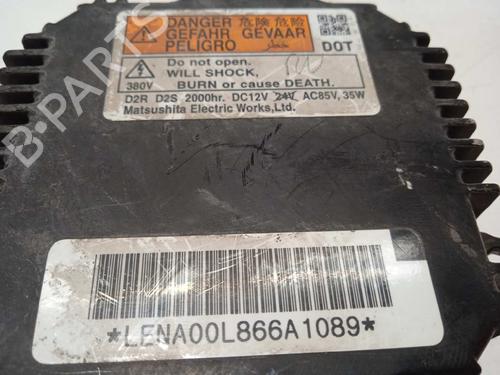 DANGER 危険 危险
GEFAHR GEVAAR
PELIGRO
DOT
Do not open.
WILL SHOCK,
BURN or cause DEATH.
380V
D2R D2S 2000hr. DC12V 24V AC85V, 35W
Matsushita Electric Works, Ltd.
*LENA00L866A1089*
B-PARTS